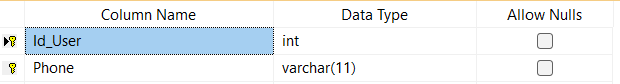 Column Name Data Type Allow Nulls
Id_User int
Phone varchar(11)